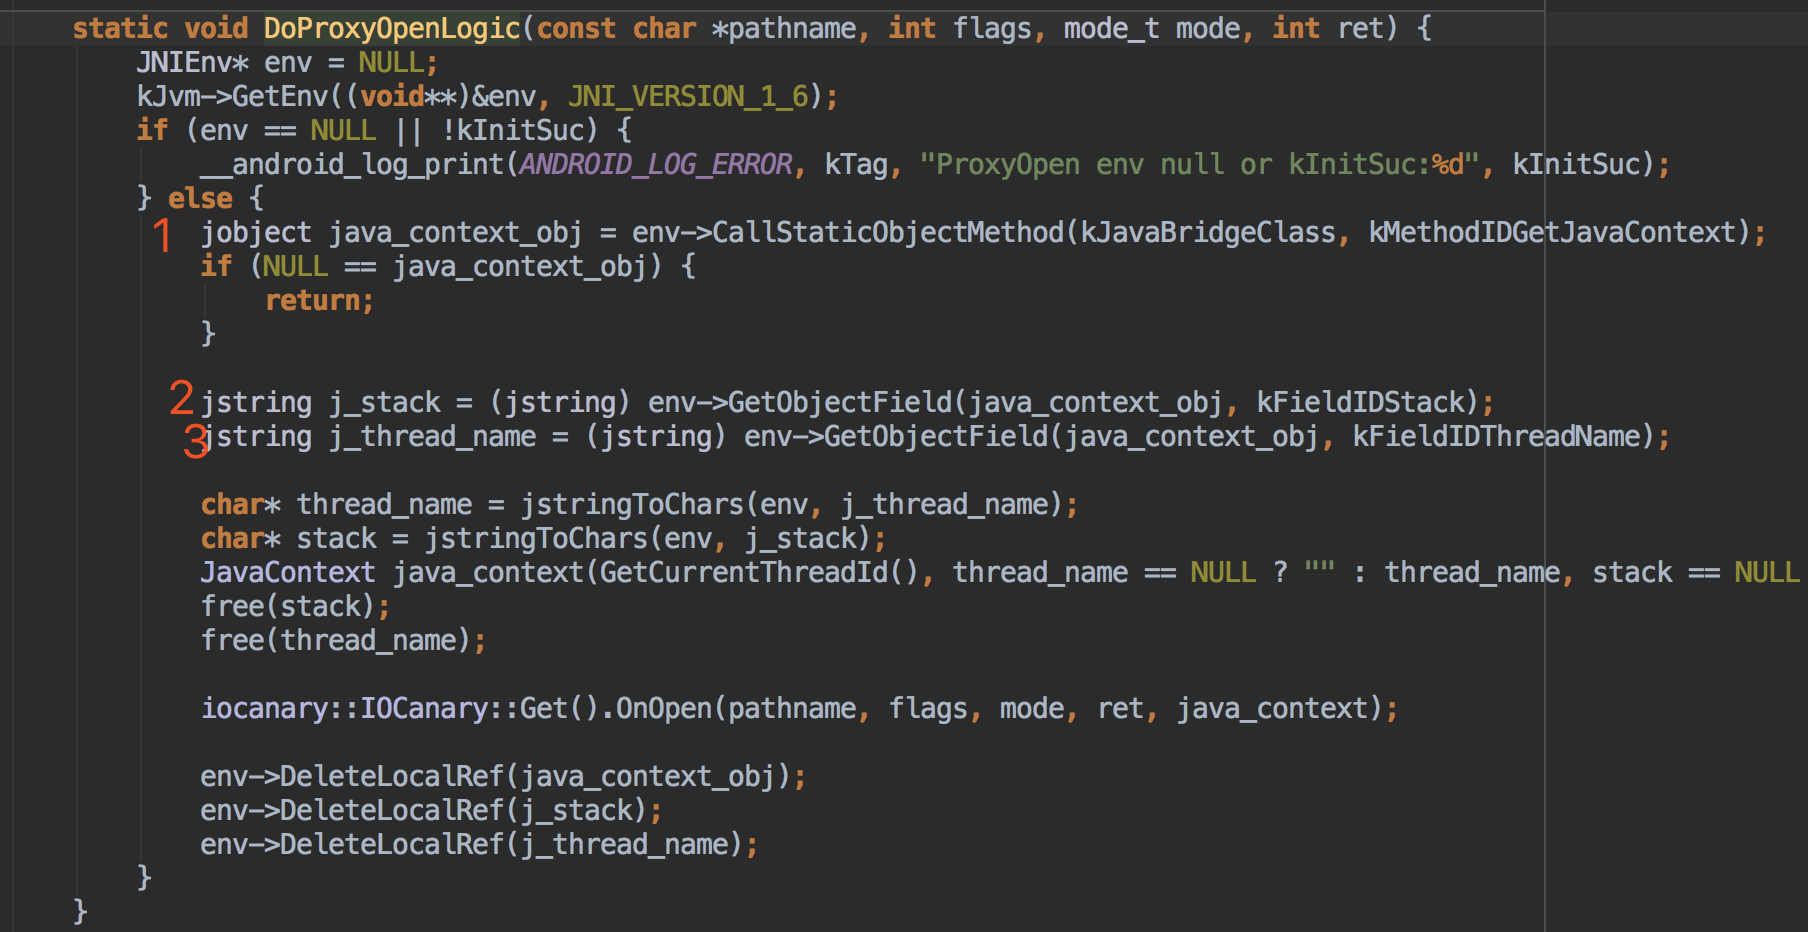 static void DoProxyOpenLogic(const char *pathname, int flags, mode_t mode, int ret) {
JNIEnv* env = NULL;
kJvm->GetEnv((void**)&env, JNI_VERSION_1_6);
if (env == NULL || !kInitSuc) {
__android_log_print(ANDROID_LOG_ERROR, kTag, "ProxyOpen env null or kInitSuc:%d", kInitSuc);
} else {
1 jobject java_context_obj = env->CallStaticObjectMethod(kJavaBridgeClass, kMethodIDGetJavaContext);
if (NULL == java_context_obj) {
return;
}
2 jstring j_stack = (jstring) env->GetObjectField(java_context_obj, kFieldIDStack);
3 jstring j_thread_name = (jstring) env->GetObjectField(java_context_obj, kFieldIDThreadName);
char* thread_name = jstringToChars(env, j_thread_name);
char* stack = jstringToChars(env, j_stack);
JavaContext java_context(GetCurrentThreadId(), thread_name == NULL ? "" : thread_name, stack == NULL
free(stack);
free(thread_name);
iocanary::IOCanary::Get().OnOpen(pathname, flags, mode, ret, java_context);
env->DeleteLocalRef(java_context_obj);
env->DeleteLocalRef(j_stack);
env->DeleteLocalRef(j_thread_name);
}
}